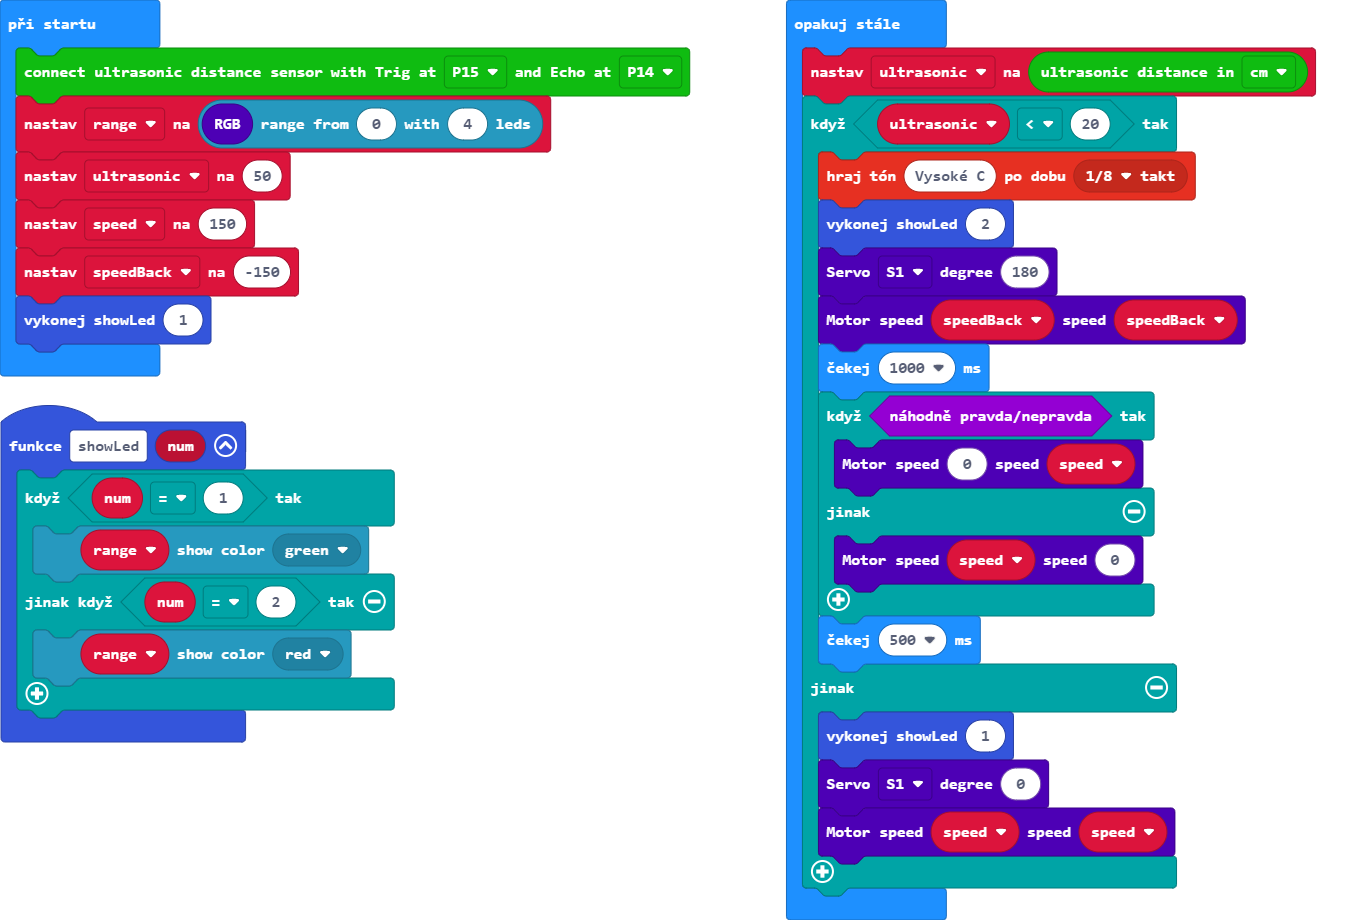 při startu
connect ultrasonic distance sensor with Trig at P15 and Echo at P14
nastav range na RGB range from 0 with 4 leds
nastav ultrasonic na 50
nastav speed na 150
nastav speedBack na -150
vykonej showLed 1
funkce showLed num
když num = 1 tak
range show color green
jinak když num = 2 tak
range show color red
opakuj stále
nastav ultrasonic na ultrasonic distance in cm
když ultrasonic < 20 tak
hraj tón Vysoké C po dobu 1/8 takt
vykonej showLed 2
Servo S1 degree 180
Motor speed speedBack speed speedBack
čekej 1000 ms
když náhodně pravda/nepravda tak
Motor speed 0 speed speed
jinak
Motor speed speed speed 0
čekej 500 ms
jinak
vykonej showLed 1
Servo S1 degree 0
Motor speed speed speed speed